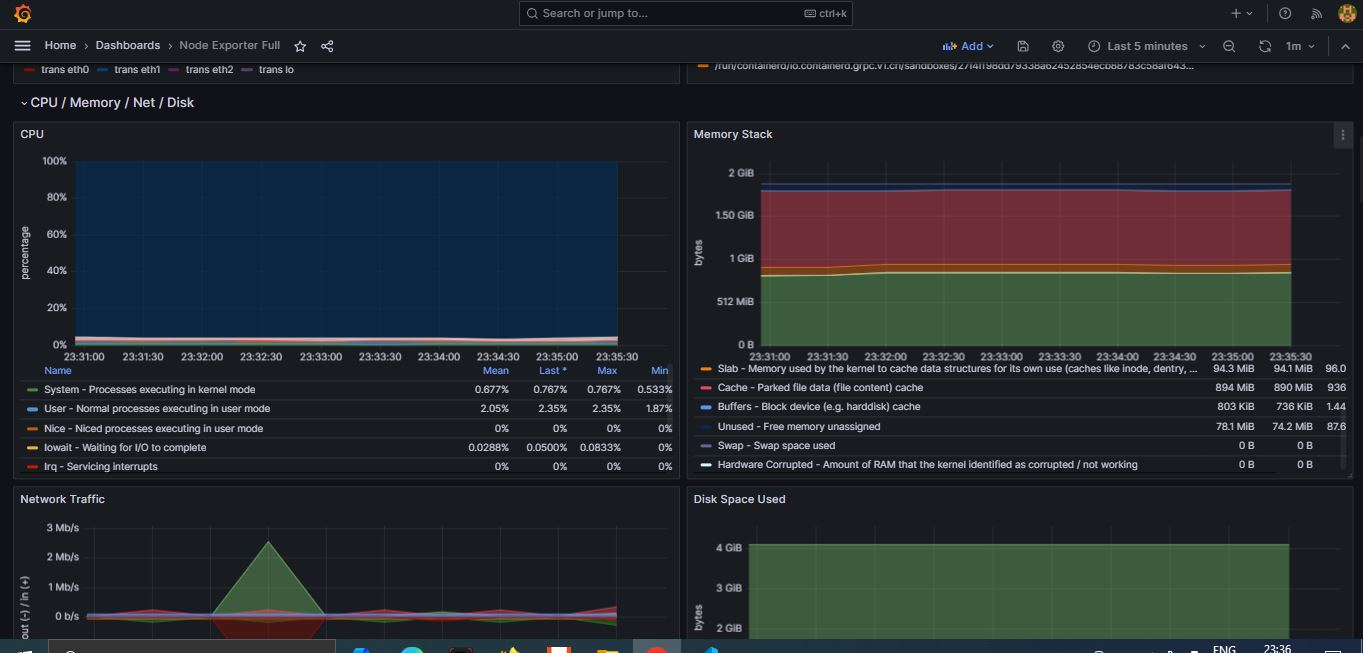 Search or jump to... ctrl+k
Home › Dashboards › Node Exporter Full Add Last 5 minutes 1m
trans eth0 trans eth1 trans eth2 trans lo
CPU / Memory / Net / Disk
CPU
percentage
100%
80%
60%
40%
20%
0%
23:31:00 23:31:30 23:32:00 23:32:30 23:33:00 23:33:30 23:34:00 23:34:30 23:35:00 23:35:30
Name Mean Last * Max Min
System - Processes executing in kernel mode 0.677% 0.767% 0.767% 0.533%
User - Normal processes executing in user mode 2.05% 2.35% 2.35% 1.87%
Nice - Niced processes executing in user mode 0% 0% 0% 0%
Iowait - Waiting for I/O to complete 0.0288% 0.0500% 0.0833% 0%
Irq - Servicing interrupts 0% 0% 0% 0%
Memory Stack
bytes
2 GiB
1.50 GiB
1 GiB
512 MiB
0 B
23:31:00 23:31:30 23:32:00 23:32:30 23:33:00 23:33:30 23:34:00 23:34:30 23:35:00 23:35:30
Slab - Memory used by the kernel to cache data structures for its own use (caches like inode, dentry, ... 94.3 MiB 94.1 MiB 96.0
Cache - Parked file data (file content) cache 894 MiB 890 MiB 936
Buffers - Block device (e.g. harddisk) cache 803 KiB 736 KiB 1.44
Unused - Free memory unassigned 78.1 MiB 74.2 MiB 87.6
Swap - Swap space used 0 B 0 B
Hardware Corrupted - Amount of RAM that the kernel identified as corrupted / not working 0 B 0 B
Network Traffic
out (-) / in (+)
3 Mb/s
2 Mb/s
1 Mb/s
0 b/s
Disk Space Used
bytes
4 GiB
3 GiB
2 GiB
ENG 23:36